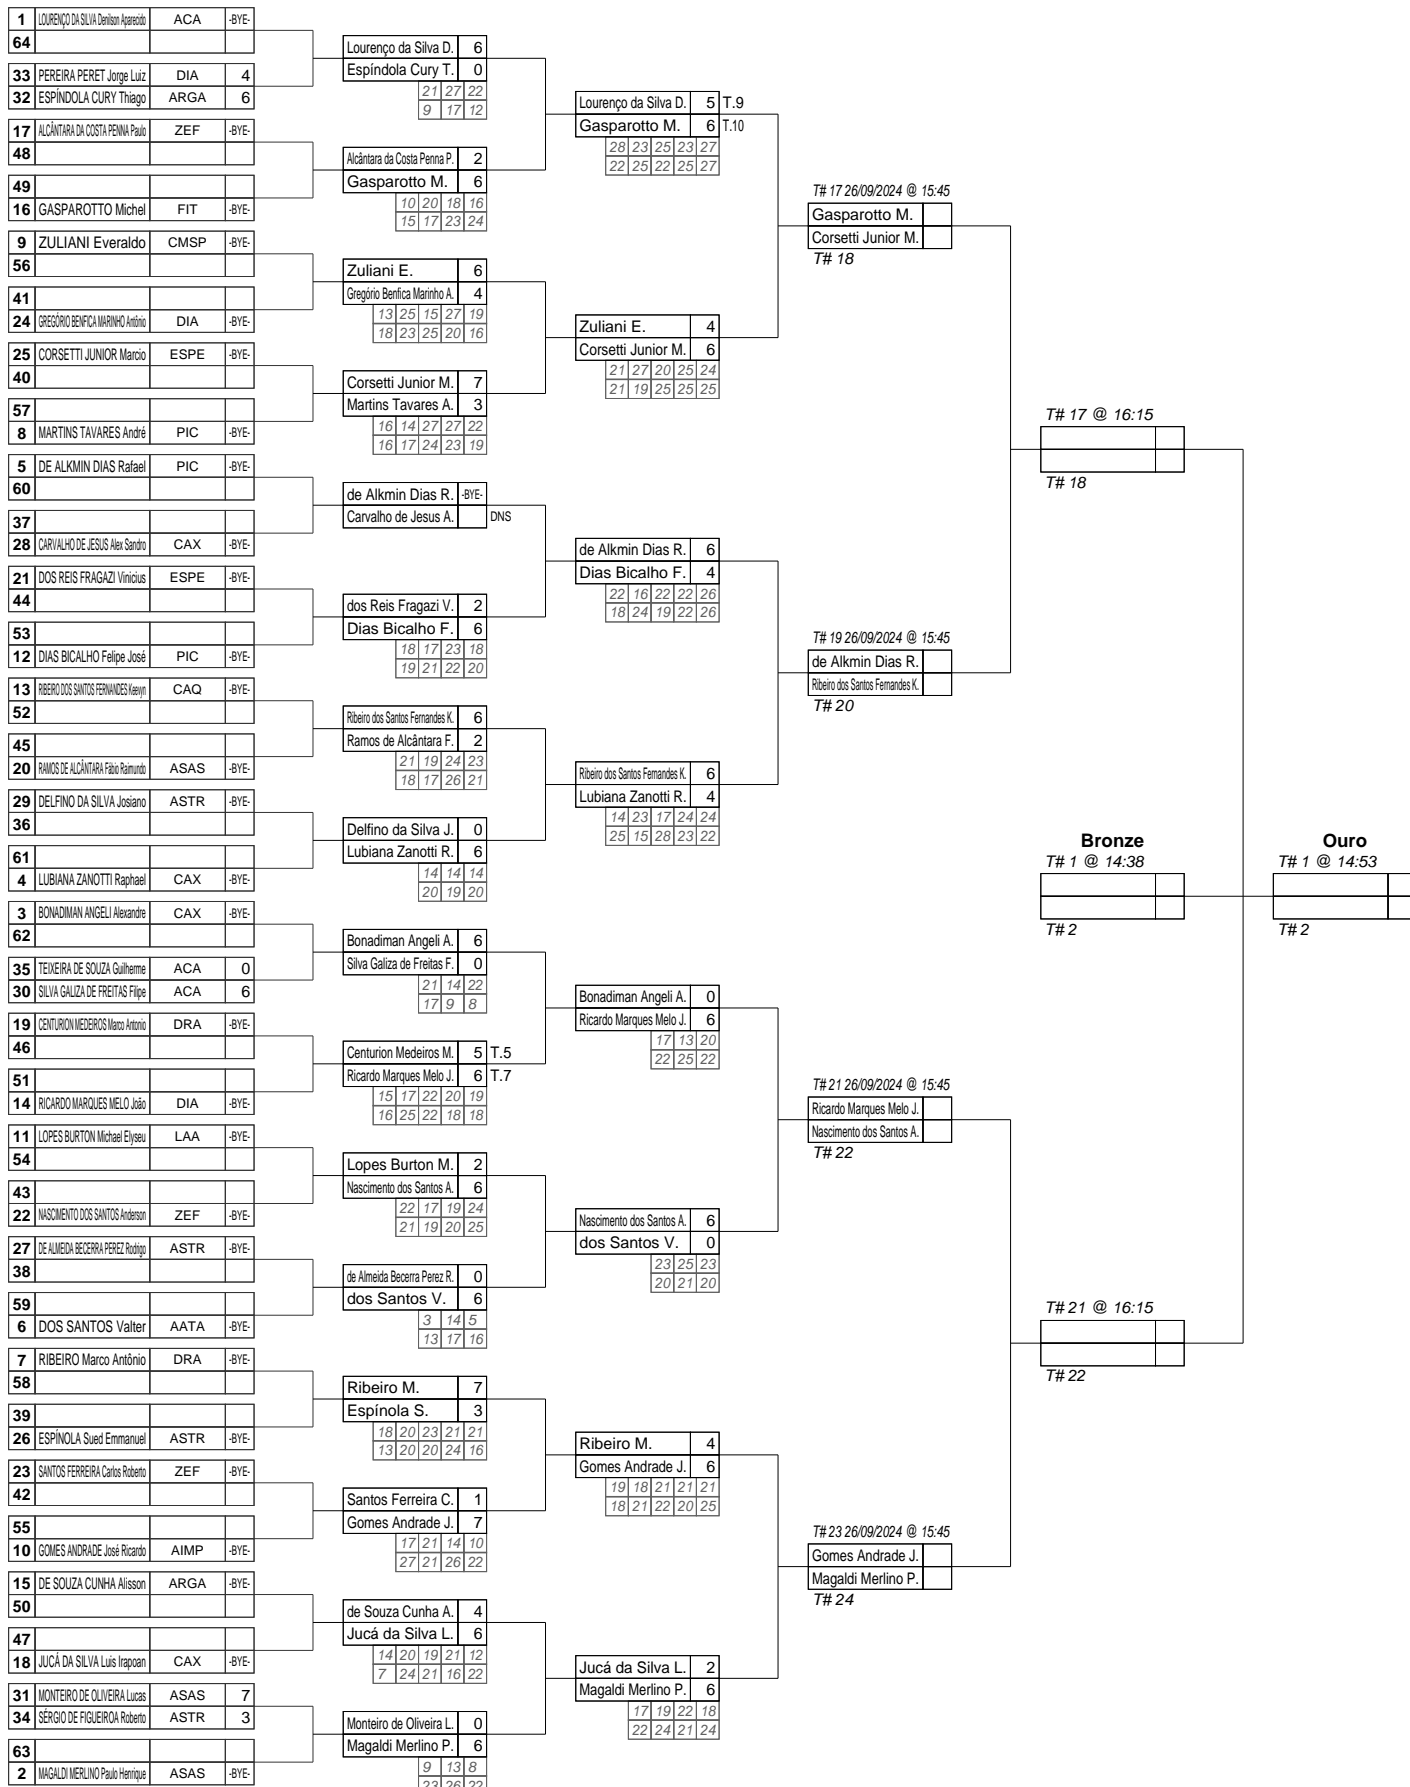 1 LOURENÇO DA SILVA Denilson Aparecido ACA -BYE-
64
33 PEREIRA PERET Jorge Luiz DIA 4
32 ESPÍNDOLA CURY Thiago ARGA 6
17 ALCÂNTARA DA COSTA PENNA Paulo ZEF -BYE-
48
49
16 GASPAROTTO Michel FIT -BYE-
9 ZULIANI Everaldo CMSP -BYE-
56
41
24 GREGÓRIO BENFICA MARINHO Antônio DIA -BYE-
25 CORSETTI JUNIOR Marcio ESPE -BYE-
40
57
8 MARTINS TAVARES André PIC -BYE-
5 DE ALKMIN DIAS Rafael PIC -BYE-
60
37
28 CARVALHO DE JESUS Alex Sandro CAX -BYE-
21 DOS REIS FRAGAZI Vinicius ESPE -BYE-
44
53
12 DIAS BICALHO Felipe José PIC -BYE-
13 RIBEIRO DOS SANTOS FERNANDES Keevyn CAQ -BYE-
52
45
20 RAMOS DE ALCÂNTARA Fábio Raimundo ASAS -BYE-
29 DELFINO DA SILVA Josiano ASTR -BYE-
36
61
4 LUBIANA ZANOTTI Raphael CAX -BYE-
3 BONADIMAN ANGELI Alexandre CAX -BYE-
62
35 TEIXEIRA DE SOUZA Guilherme ACA 0
30 SILVA GALIZA DE FREITAS Filipe ACA 6
19 CENTURION MEDEIROS Marco Antonio DRA -BYE-
46
51
14 RICARDO MARQUES MELO João DIA -BYE-
11 LOPES BURTON Michael Elyseu LAA -BYE-
54
43
22 NASCIMENTO DOS SANTOS Anderson ZEF -BYE-
27 DE ALMEIDA BECERRA PEREZ Rodrigo ASTR -BYE-
38
59
6 DOS SANTOS Valter AATA -BYE-
7 RIBEIRO Marco Antônio DRA -BYE-
58
39
26 ESPÍNOLA Sued Emmanuel ASTR -BYE-
23 SANTOS FERREIRA Carlos Roberto ZEF -BYE-
42
55
10 GOMES ANDRADE José Ricardo AIMP -BYE-
15 DE SOUZA CUNHA Alisson ARGA -BYE-
50
47
18 JUCÁ DA SILVA Luis Irapoan CAX -BYE-
31 MONTEIRO DE OLIVEIRA Lucas ASAS 7
34 SÉRGIO DE FIGUEIROA Roberto ASTR 3
63
2 MAGALDI MERLINO Paulo Henrique ASAS -BYE-
Lourenço da Silva D. 6
Espíndola Cury T. 0
21 27 22
9 17 12
Alcântara da Costa Penna P. 2
Gasparotto M. 6
10 20 18 16
15 17 23 24
Zuliani E. 6
Gregório Benfica Marinho A. 4
13 25 15 27 19
18 23 25 20 16
Corsetti Junior M. 7
Martins Tavares A. 3
16 14 27 27 22
16 17 24 23 19
de Alkmin Dias R. -BYE-
Carvalho de Jesus A. DNS
dos Reis Fragazi V. 2
Dias Bicalho F. 6
18 17 23 18
19 21 22 20
Ribeiro dos Santos Fernandes K. 6
Ramos de Alcântara F. 2
21 19 24 23
18 17 26 21
Delfino da Silva J. 0
Lubiana Zanotti R. 6
14 14 14
20 19 20
Bonadiman Angeli A. 6
Silva Galiza de Freitas F. 0
21 14 22
17 9 8
Centurion Medeiros M. 5 T.5
Ricardo Marques Melo J. 6 T.7
15 17 22 20 19
16 25 22 18 18
Lopes Burton M. 2
Nascimento dos Santos A. 6
22 17 19 24
21 19 20 25
de Almeida Becerra Perez R. 0
dos Santos V. 6
3 14 5
13 17 16
Ribeiro M. 7
Espínola S. 3
18 20 23 21 21
13 20 20 24 16
Santos Ferreira C. 1
Gomes Andrade J. 7
17 21 14 10
27 21 26 22
de Souza Cunha A. 4
Jucá da Silva L. 6
14 20 19 21 12
7 24 21 16 22
Monteiro de Oliveira L. 0
Magaldi Merlino P. 6
9 13 8
23 26 22
Lourenço da Silva D. 5 T.9
Gasparotto M. 6 T.10
28 23 25 23 27
22 25 22 25 27
Zuliani E. 4
Corsetti Junior M. 6
21 27 20 25 24
21 19 25 25 25
de Alkmin Dias R. 6
Dias Bicalho F. 4
22 16 22 22 26
18 24 19 22 26
Ribeiro dos Santos Fernandes K. 6
Lubiana Zanotti R. 4
14 23 17 24 24
25 15 28 23 22
Bonadiman Angeli A. 0
Ricardo Marques Melo J. 6
17 13 20
22 25 22
Nascimento dos Santos A. 6
dos Santos V. 0
23 25 23
20 21 20
Ribeiro M. 4
Gomes Andrade J. 6
19 18 21 21 21
18 21 22 20 25
Jucá da Silva L. 2
Magaldi Merlino P. 6
17 19 22 18
22 24 21 24
T# 17 26/09/2024 @ 15:45
Gasparotto M.
Corsetti Junior M.
T# 18
T# 19 26/09/2024 @ 15:45
de Alkmin Dias R.
Ribeiro dos Santos Fernandes K.
T# 20
T# 21 26/09/2024 @ 15:45
Ricardo Marques Melo J.
Nascimento dos Santos A.
T# 22
T# 23 26/09/2024 @ 15:45
Gomes Andrade J.
Magaldi Merlino P.
T# 24
T# 17 @ 16:15
T# 18
T# 21 @ 16:15
T# 22
Bronze
T# 1 @ 14:38
T# 2
Ouro
T# 1 @ 14:53
T# 2